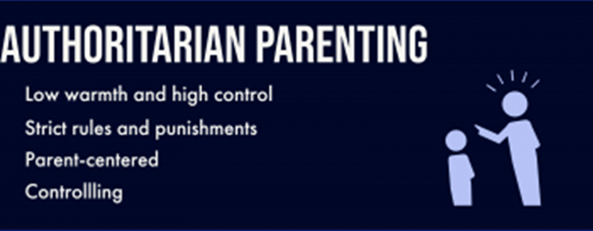 AUTHORITARIAN PARENTING
Low warmth and high control
Strict rules and punishments
Parent-centered
Controllling